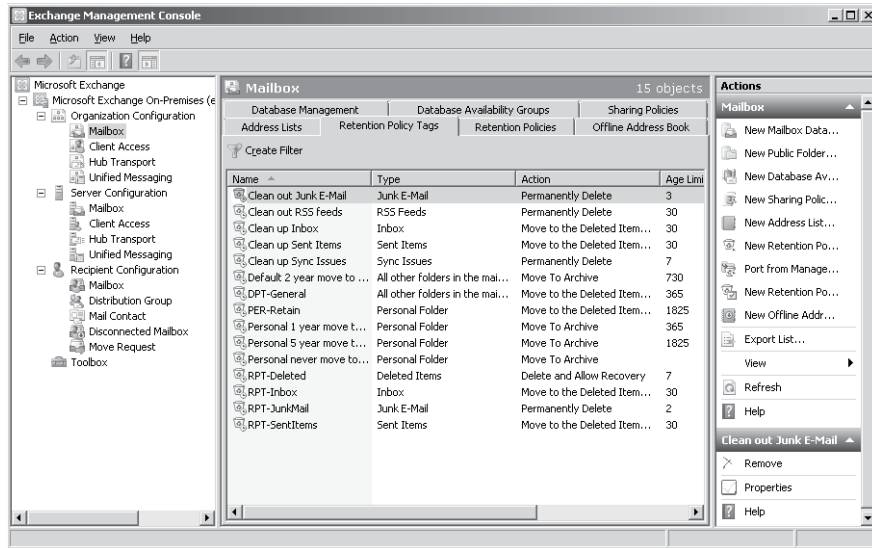 Exchange Management Console
File Action View Help
Microsoft Exchange
Microsoft Exchange On-Premises (e
Organization Configuration
Mailbox
Client Access
Hub Transport
Unified Messaging
Server Configuration
Mailbox
Client Access
Hub Transport
Unified Messaging
Recipient Configuration
Mailbox
Distribution Group
Mail Contact
Disconnected Mailbox
Move Request
Toolbox
Mailbox 15 objects
Database Management Database Availability Groups Sharing Policies
Address Lists Retention Policy Tags Retention Policies Offline Address Book
Create Filter
Name Type Action Age Limi
Clean out Junk E-Mail Junk E-Mail Permanently Delete 3
Clean out RSS feeds RSS Feeds Permanently Delete 30
Clean up Inbox Inbox Move to the Deleted Item... 30
Clean up Sent Items Sent Items Move to the Deleted Item... 30
Clean up Sync Issues Sync Issues Permanently Delete 7
Default 2 year move to ... All other folders in the mai... Move To Archive 730
DPT-General All other folders in the mai... Move to the Deleted Item... 365
PER-Retain Personal Folder Move to the Deleted Item... 1825
Personal 1 year move t... Personal Folder Move To Archive 365
Personal 5 year move t... Personal Folder Move To Archive 1825
Personal never move to... Personal Folder Move To Archive
RPT-Deleted Deleted Items Delete and Allow Recovery 7
RPT-Inbox Inbox Move to the Deleted Item... 30
RPT-JunkMail Junk E-Mail Permanently Delete 2
RPT-SentItems Sent Items Move to the Deleted Item... 30
Actions
Mailbox
New Mailbox Data...
New Public Folder...
New Database Av...
New Sharing Polic...
New Address List...
New Retention Po...
Port from Manage...
New Retention Po...
New Offline Addr...
Export List...
View
Refresh
Help
Clean out Junk E-Mail
Remove
Properties
Help